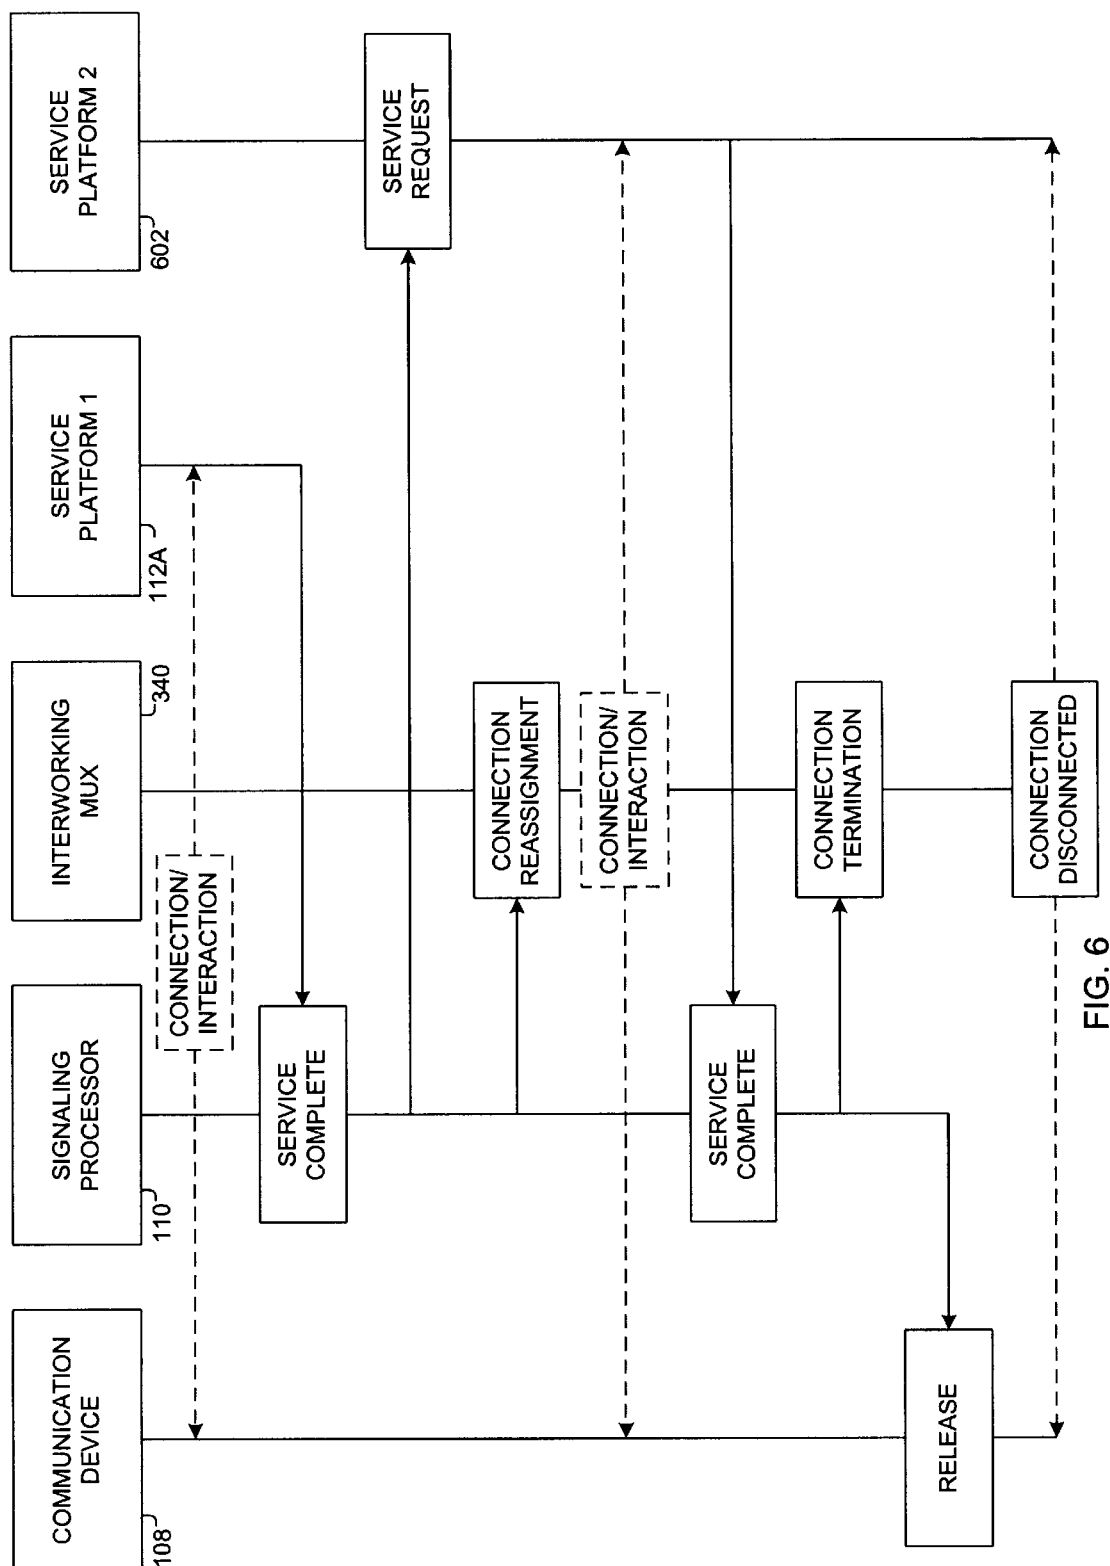 COMMUNICATION
DEVICE
108
SIGNALING
PROCESSOR
110
INTERWORKING
MUX
340
SERVICE
PLATFORM 1
112A
SERVICE
PLATFORM 2
602
CONNECTION/
INTERACTION
SERVICE
COMPLETE
SERVICE
REQUEST
CONNECTION
REASSIGNMENT
CONNECTION/
INTERACTION
SERVICE
COMPLETE
CONNECTION
TERMINATION
RELEASE
CONNECTION
DISCONNECTED
FIG. 6